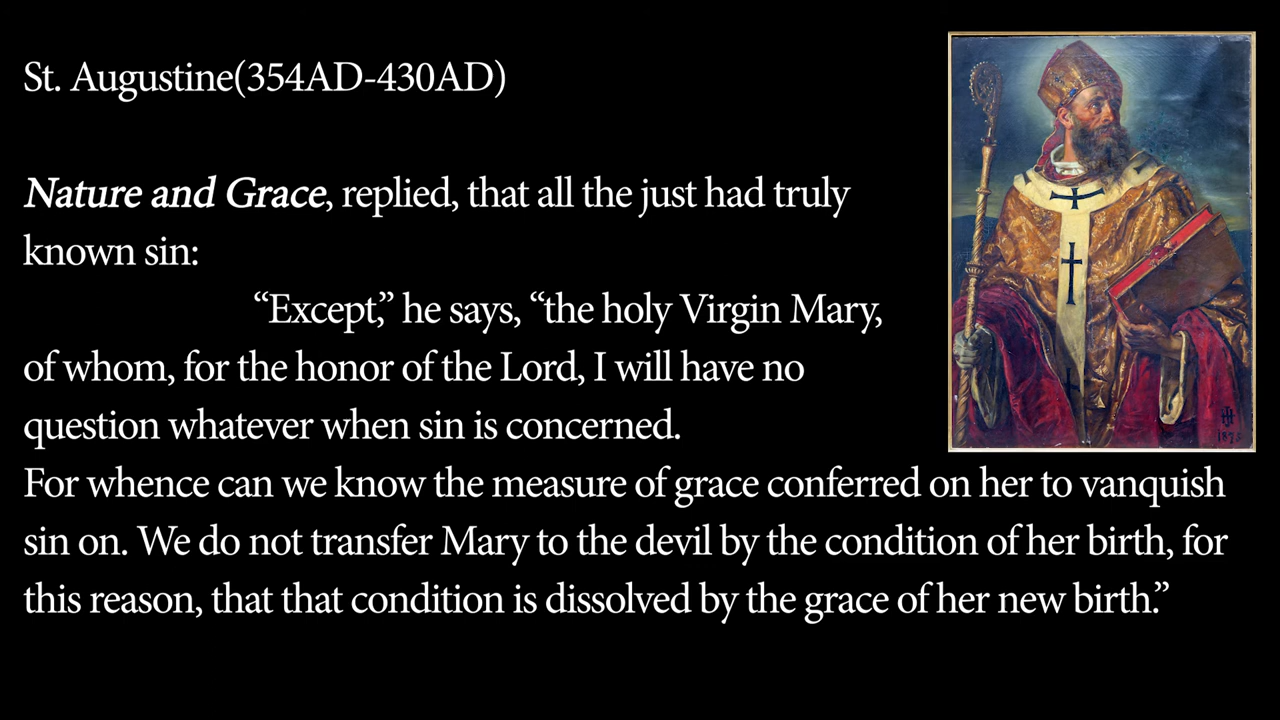 St. Augustine(354AD-430AD)
Nature and Grace, replied, that all the just had truly
known sin:
“Except,” he says, “the holy Virgin Mary,
of whom, for the honor of the Lord, I will have no
question whatever when sin is concerned.
For whence can we know the measure of grace conferred on her to vanquish
sin on. We do not transfer Mary to the devil by the condition of her birth, for
this reason, that that condition is dissolved by the grace of her new birth.”
1875